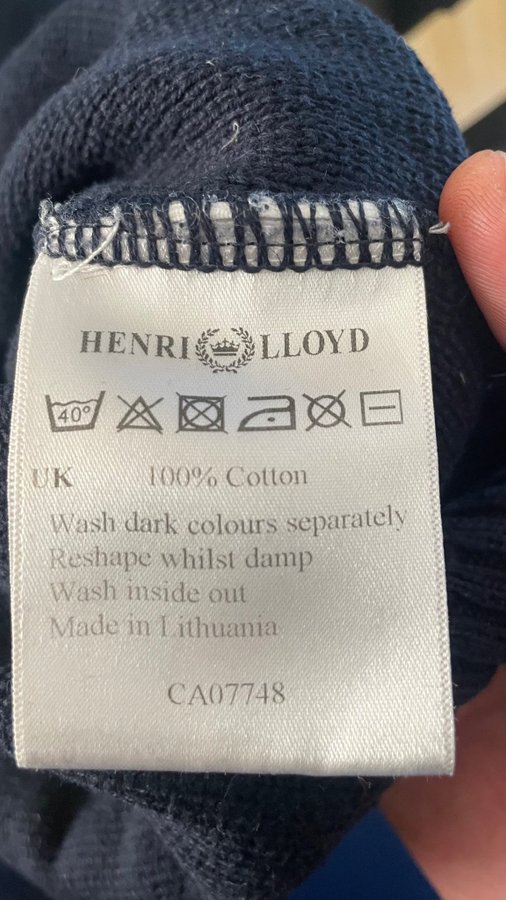 HENRI LLOYD
40°
UK 100% Cotton
Wash dark colours separately
Reshape whilst damp
Wash inside out
Made in Lithuania
CA07748